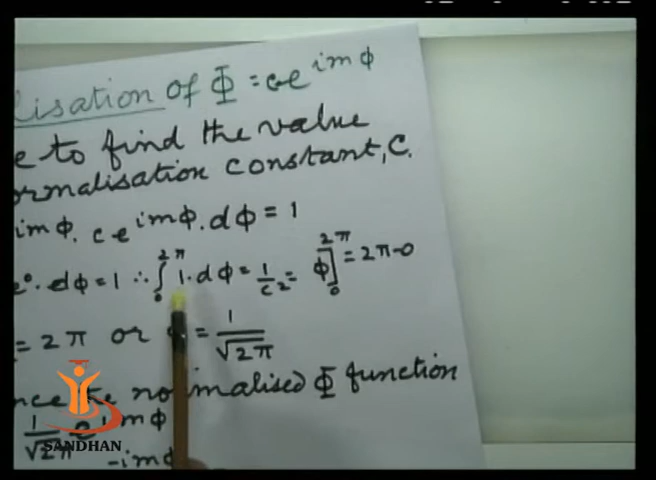 lisation of Φ = ce^imΦ
e to find the value
ormalisation constant, C.
imΦ. ce^imΦ. dΦ = 1
e^0. dΦ = 1 ∴ ∫₀^2π 1. dΦ = 1/c² = Φ]₀^2π = 2π-0
= 2π or = 1/√2π
nce the normalised Φ function
1/√2π e^imΦ
SANDHAN
-imΦ